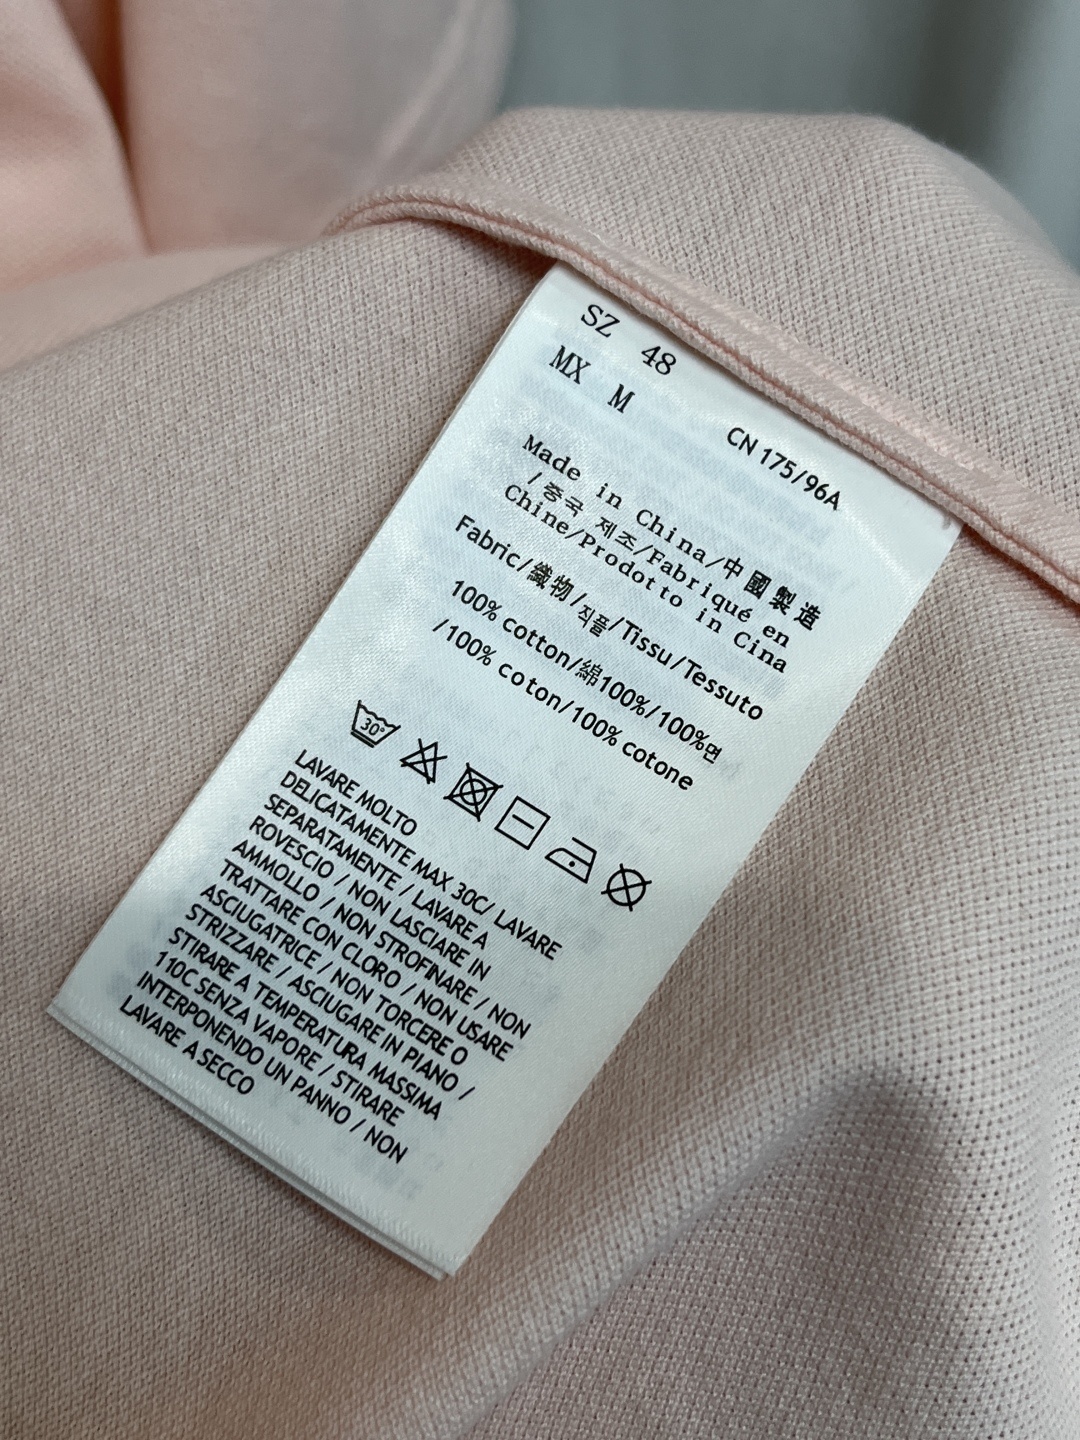 SZ 48
MX M
CN 175/96A
Made in China/中國製造
/중국 제조/Fabriqué en
Chine/Prodotto in Cina
Fabric/織物/직플/Tissu/Tessuto
100% cotton/綿100%/100%면
/100% coton/100% cotone
30°
LAVARE MOLTO
DELICATAMENTE MAX 30C/ LAVARE
SEPARATAMENTE / LAVARE A
ROVESCIO / NON LASCIARE IN
AMMOLLO / NON STROFINARE / NON
TRATTARE CON CLORO / NON USARE
ASCIUGATRICE / NON TORCERE O
STRIZZARE / ASCIUGARE IN PIANO /
STIRARE A TEMPERATURA MASSIMA
110C SENZA VAPORE / STIRARE
INTERPONENDO UN PANNO / NON
LAVARE A SECCO